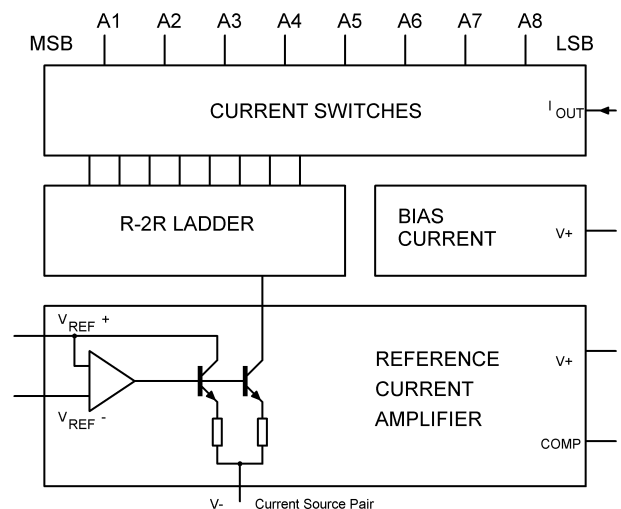 A1 A2 A3 A4 A5 A6 A7 A8
MSB LSB
CURRENT SWITCHES
I OUT
R-2R LADDER
BIAS
CURRENT
V+
V REF +
REFERENCE
CURRENT
AMPLIFIER
V+
V REF -
COMP
V- Current Source Pair